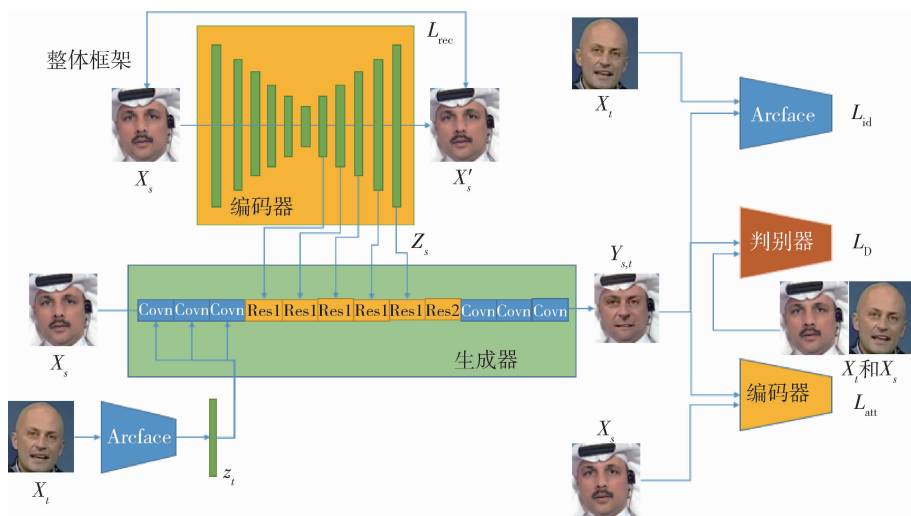 整体框架
L_rec
X_s
X'_s
编码器
Z_s
X_s
Covn Covn Covn Res1 Res1 Res1 Res1 Res1 Res2 Covn Covn Covn
生成器
X_t
Arcface
z_t
Y_s,t
X_t
Arcface
L_id
判别器
L_D
X_t和X_s
编码器
L_att
X_s